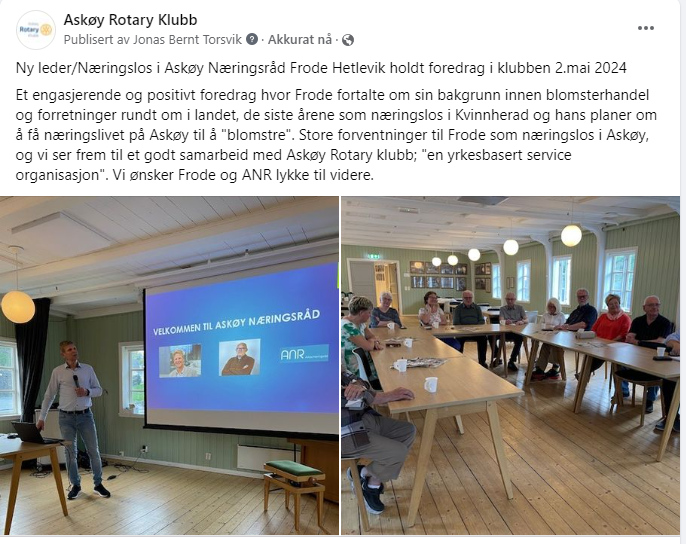 Askøy Rotary Klubb
Rotary
Publisert av Jonas Bernt Torsvik · Akkurat nå ·
Ny leder/Næringslos i Askøy Næringsråd Frode Hetlevik holdt foredrag i klubben 2.mai 2024
Et engasjerende og positivt foredrag hvor Frode fortalte om sin bakgrunn innen blomsterhandel
og forretninger rundt om i landet, de siste årene som næringslos i Kvinnherad og hans planer om
å få næringslivet på Askøy til å "blomstre". Store forventninger til Frode som næringslos i Askøy,
og vi ser frem til et godt samarbeid med Askøy Rotary klubb; "en yrkesbasert service
organisasjon". Vi ønsker Frode og ANR lykke til videre.
VELKOMMEN TIL ASKØY NÆRINGSRÅD
ANR